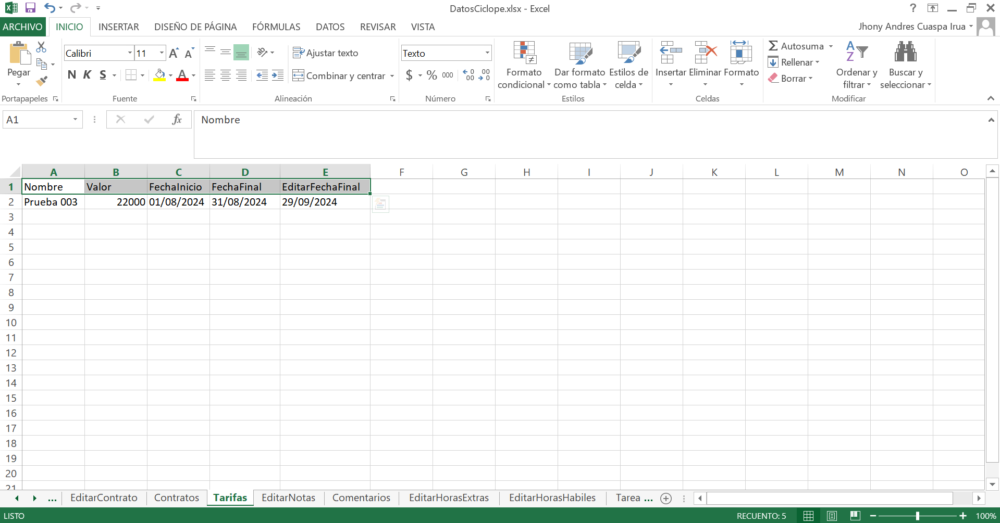 DatosCiclope.xlsx - Excel
?
ARCHIVO INICIO INSERTAR DISEÑO DE PÁGINA FÓRMULAS DATOS REVISAR VISTA Jhony Andres Cuaspa Irua
Pegar
Portapapeles
Calibri 11 A A
N K S A
Fuente
Ajustar texto
Combinar y centrar
Alineación
Texto
$ % 000
Número
Formato condicional
Dar formato como tabla
Estilos de celda
Estilos
Insertar Eliminar Formato
Celdas
Autosuma
Rellenar
Borrar
Ordenar y filtrar
Buscar y seleccionar
Modificar
A1 fx Nombre
A B C D E F G H I J K L M N O
1 Nombre Valor FechaInicio FechaFinal EditarFechaFinal
2 Prueba 003 22000 01/08/2024 31/08/2024 29/09/2024
3
4
5
6
7
8
9
10
11
12
13
14
15
16
17
18
19
20
21
... EditarContrato Contratos Tarifas EditarNotas Comentarios EditarHorasExtras EditarHorasHabiles Tarea ...
LISTO RECUENTO: 5 100%